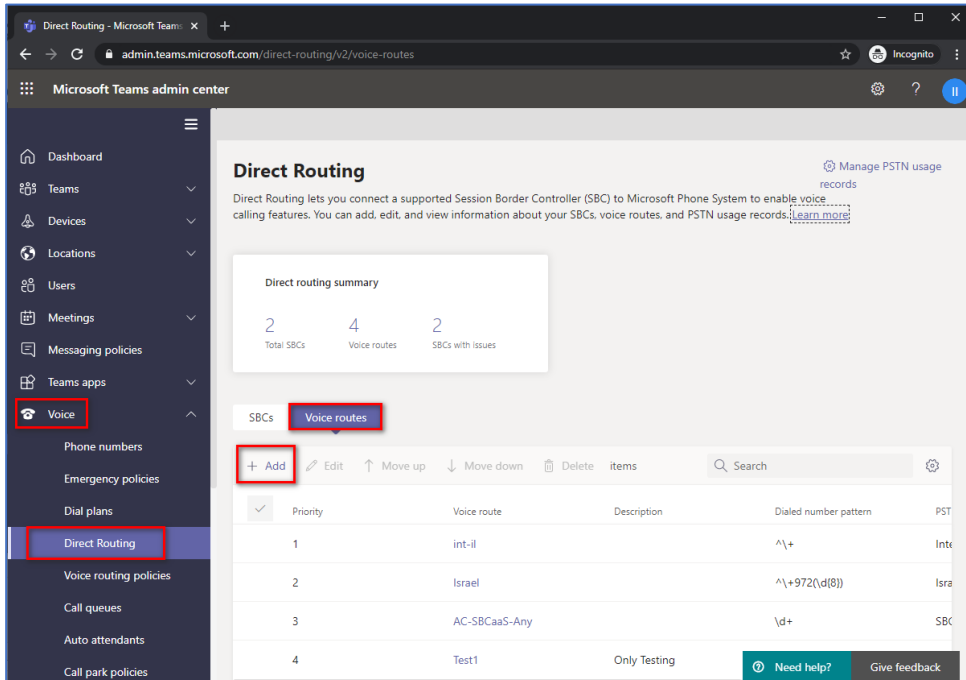 Direct Routing - Microsoft Teams
admin.teams.microsoft.com/direct-routing/v2/voice-routes
Incognito
Microsoft Teams admin center
II
Dashboard
Teams
Devices
Locations
Users
Meetings
Messaging policies
Teams apps
Voice
Phone numbers
Emergency policies
Dial plans
Direct Routing
Voice routing policies
Call queues
Auto attendants
Call park policies
Direct Routing
Manage PSTN usage
records
Direct Routing lets you connect a supported Session Border Controller (SBC) to Microsoft Phone System to enable voice
calling features. You can add, edit, and view information about your SBCs, voice routes, and PSTN usage records. Learn more
Direct routing summary
2 4 2
Total SBCs Voice routes SBCs with issues
SBCs Voice routes
+ Add Edit Move up Move down Delete items Search
Priority Voice route Description Dialed number pattern PST
1 int-il ^\+ Inte
2 Israel ^\+972(\d{8}) Isra
3 AC-SBCaaS-Any \d+ SBC
4 Test1 Only Testing
Need help? Give feedback